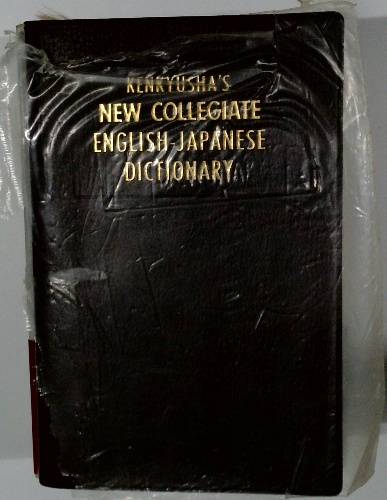 KENKYUSHA'S
NEW COLLEGIATE
ENGLISH-JAPANESE
DICTIONARY